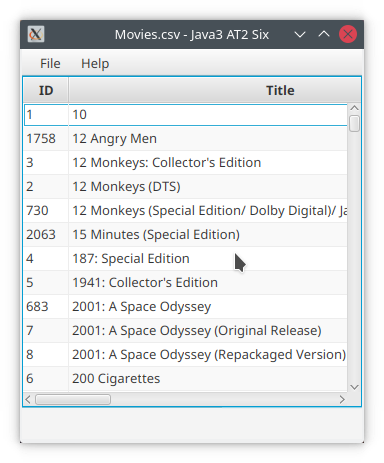 Movies.csv - Java3 AT2 Six
File Help
ID Title
1 10
1758 12 Angry Men
3 12 Monkeys: Collector's Edition
2 12 Monkeys (DTS)
730 12 Monkeys (Special Edition/ Dolby Digital)/ Ja
2063 15 Minutes (Special Edition)
4 187: Special Edition
5 1941: Collector's Edition
683 2001: A Space Odyssey
7 2001: A Space Odyssey (Original Release)
8 2001: A Space Odyssey (Repackaged Version)
6 200 Cigarettes